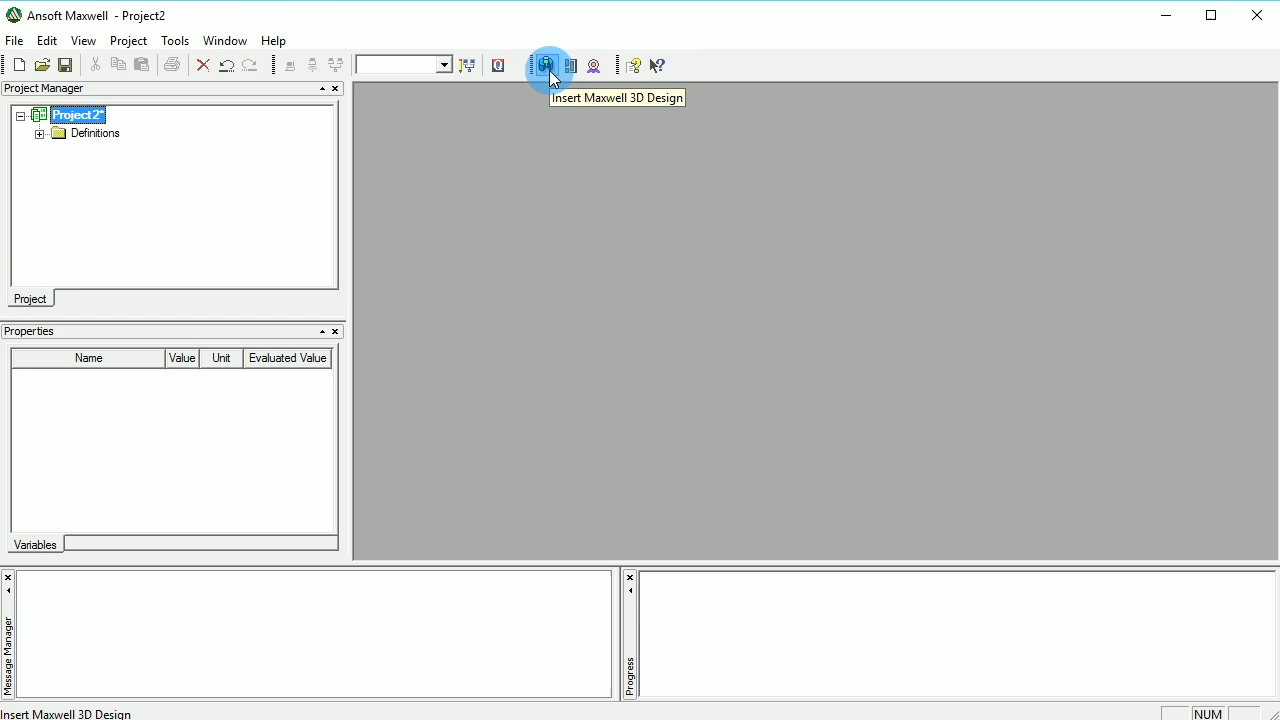 Ansoft Maxwell - Project2
File Edit View Project Tools Window Help
Project Manager
Insert Maxwell 3D Design
Project2*
Definitions
Project
Properties
Name Value Unit Evaluated Value
Variables
Message Manager
Progress
Insert Maxwell 3D Design
NUM